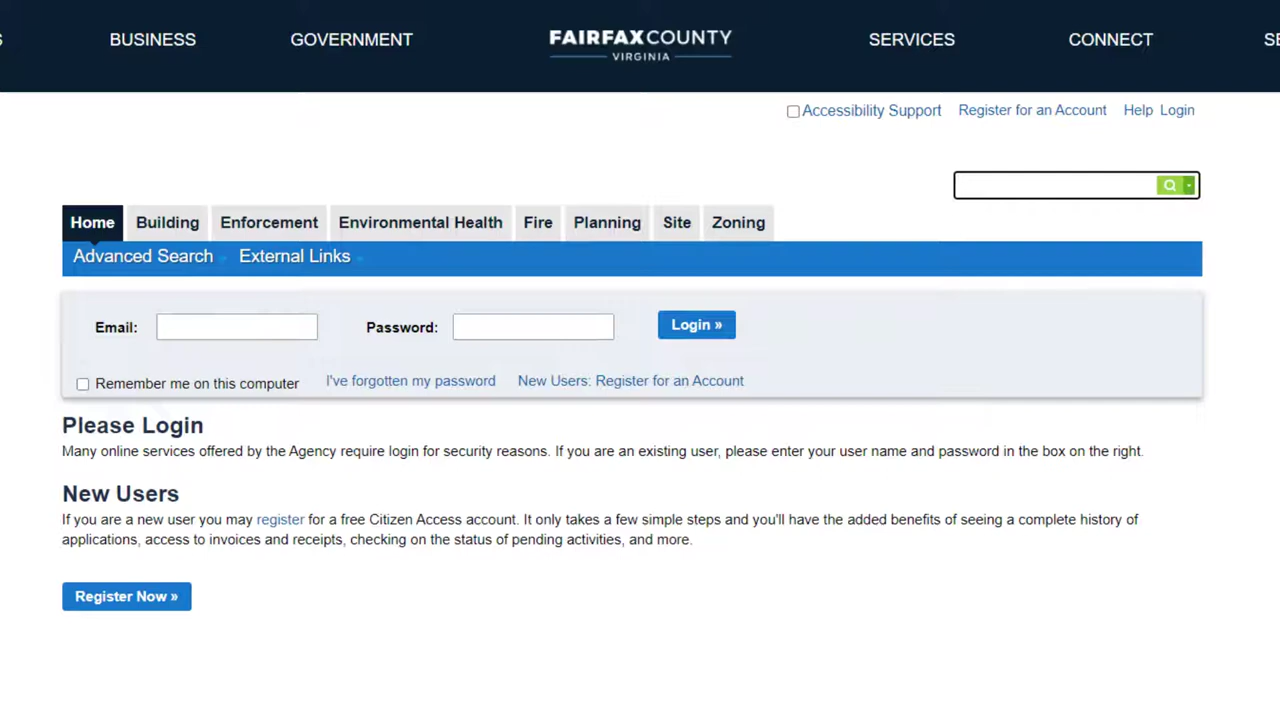 BUSINESS GOVERNMENT FAIRFAXCOUNTY SERVICES CONNECT
VIRGINIA
Accessibility Support Register for an Account Help Login
Home Building Enforcement Environmental Health Fire Planning Site Zoning
Advanced Search External Links
Email: Password: Login »
Remember me on this computer I've forgotten my password New Users: Register for an Account
Please Login
Many online services offered by the Agency require login for security reasons. If you are an existing user, please enter your user name and password in the box on the right.
New Users
If you are a new user you may register for a free Citizen Access account. It only takes a few simple steps and you'll have the added benefits of seeing a complete history of
applications, access to invoices and receipts, checking on the status of pending activities, and more.
Register Now »